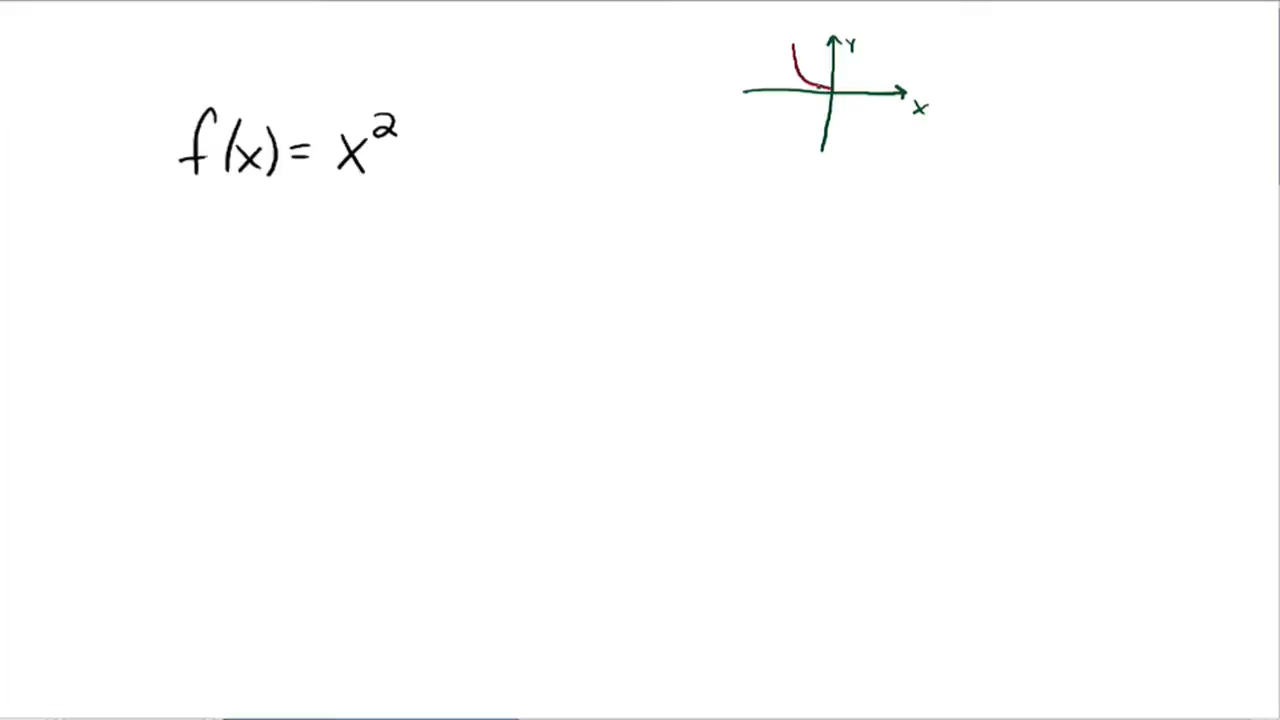 f(x) = x²
Y
X